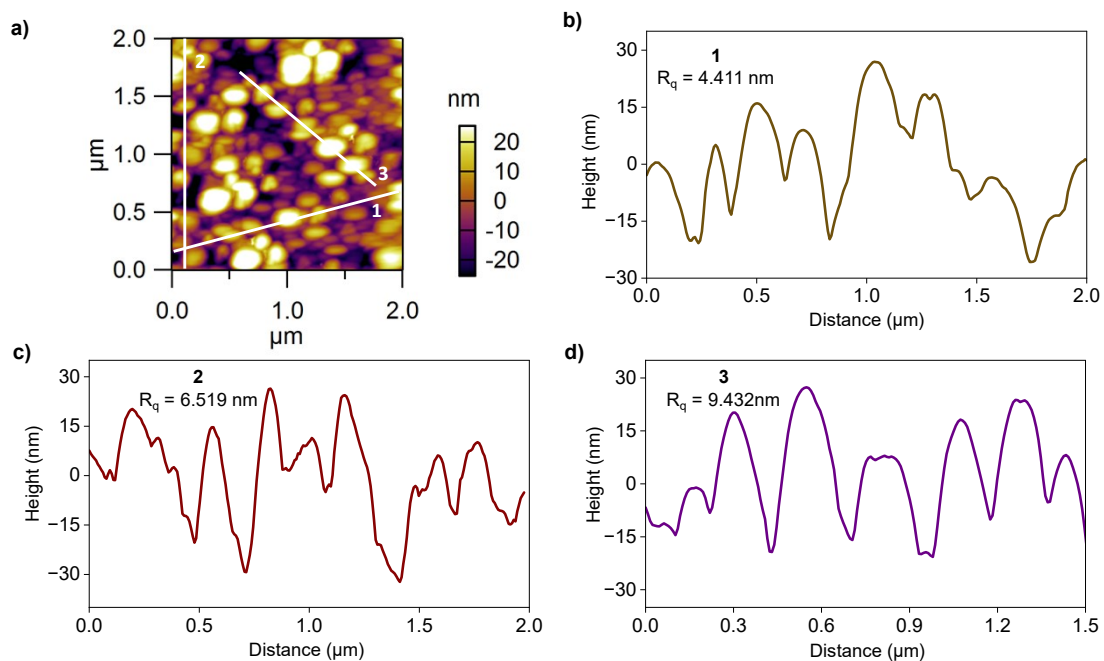 a)
2.0
1.5
1.0
0.5
0.0
μm
0.0
1.0
2.0
μm
2
3
1
nm
20
10
0
-10
-20
b)
1
Rq = 4.411 nm
30
15
0
−15
−30
Height (nm)
0.0 0.5 1.0 1.5 2.0
Distance (μm)
c)
2
Rq = 6.519 nm
30
15
0
−15
−30
Height (nm)
0.0 0.5 1.0 1.5 2.0
Distance (μm)
d)
3
Rq = 9.432nm
30
15
0
−15
−30
Height (nm)
0.0 0.3 0.6 0.9 1.2 1.5
Distance (μm)